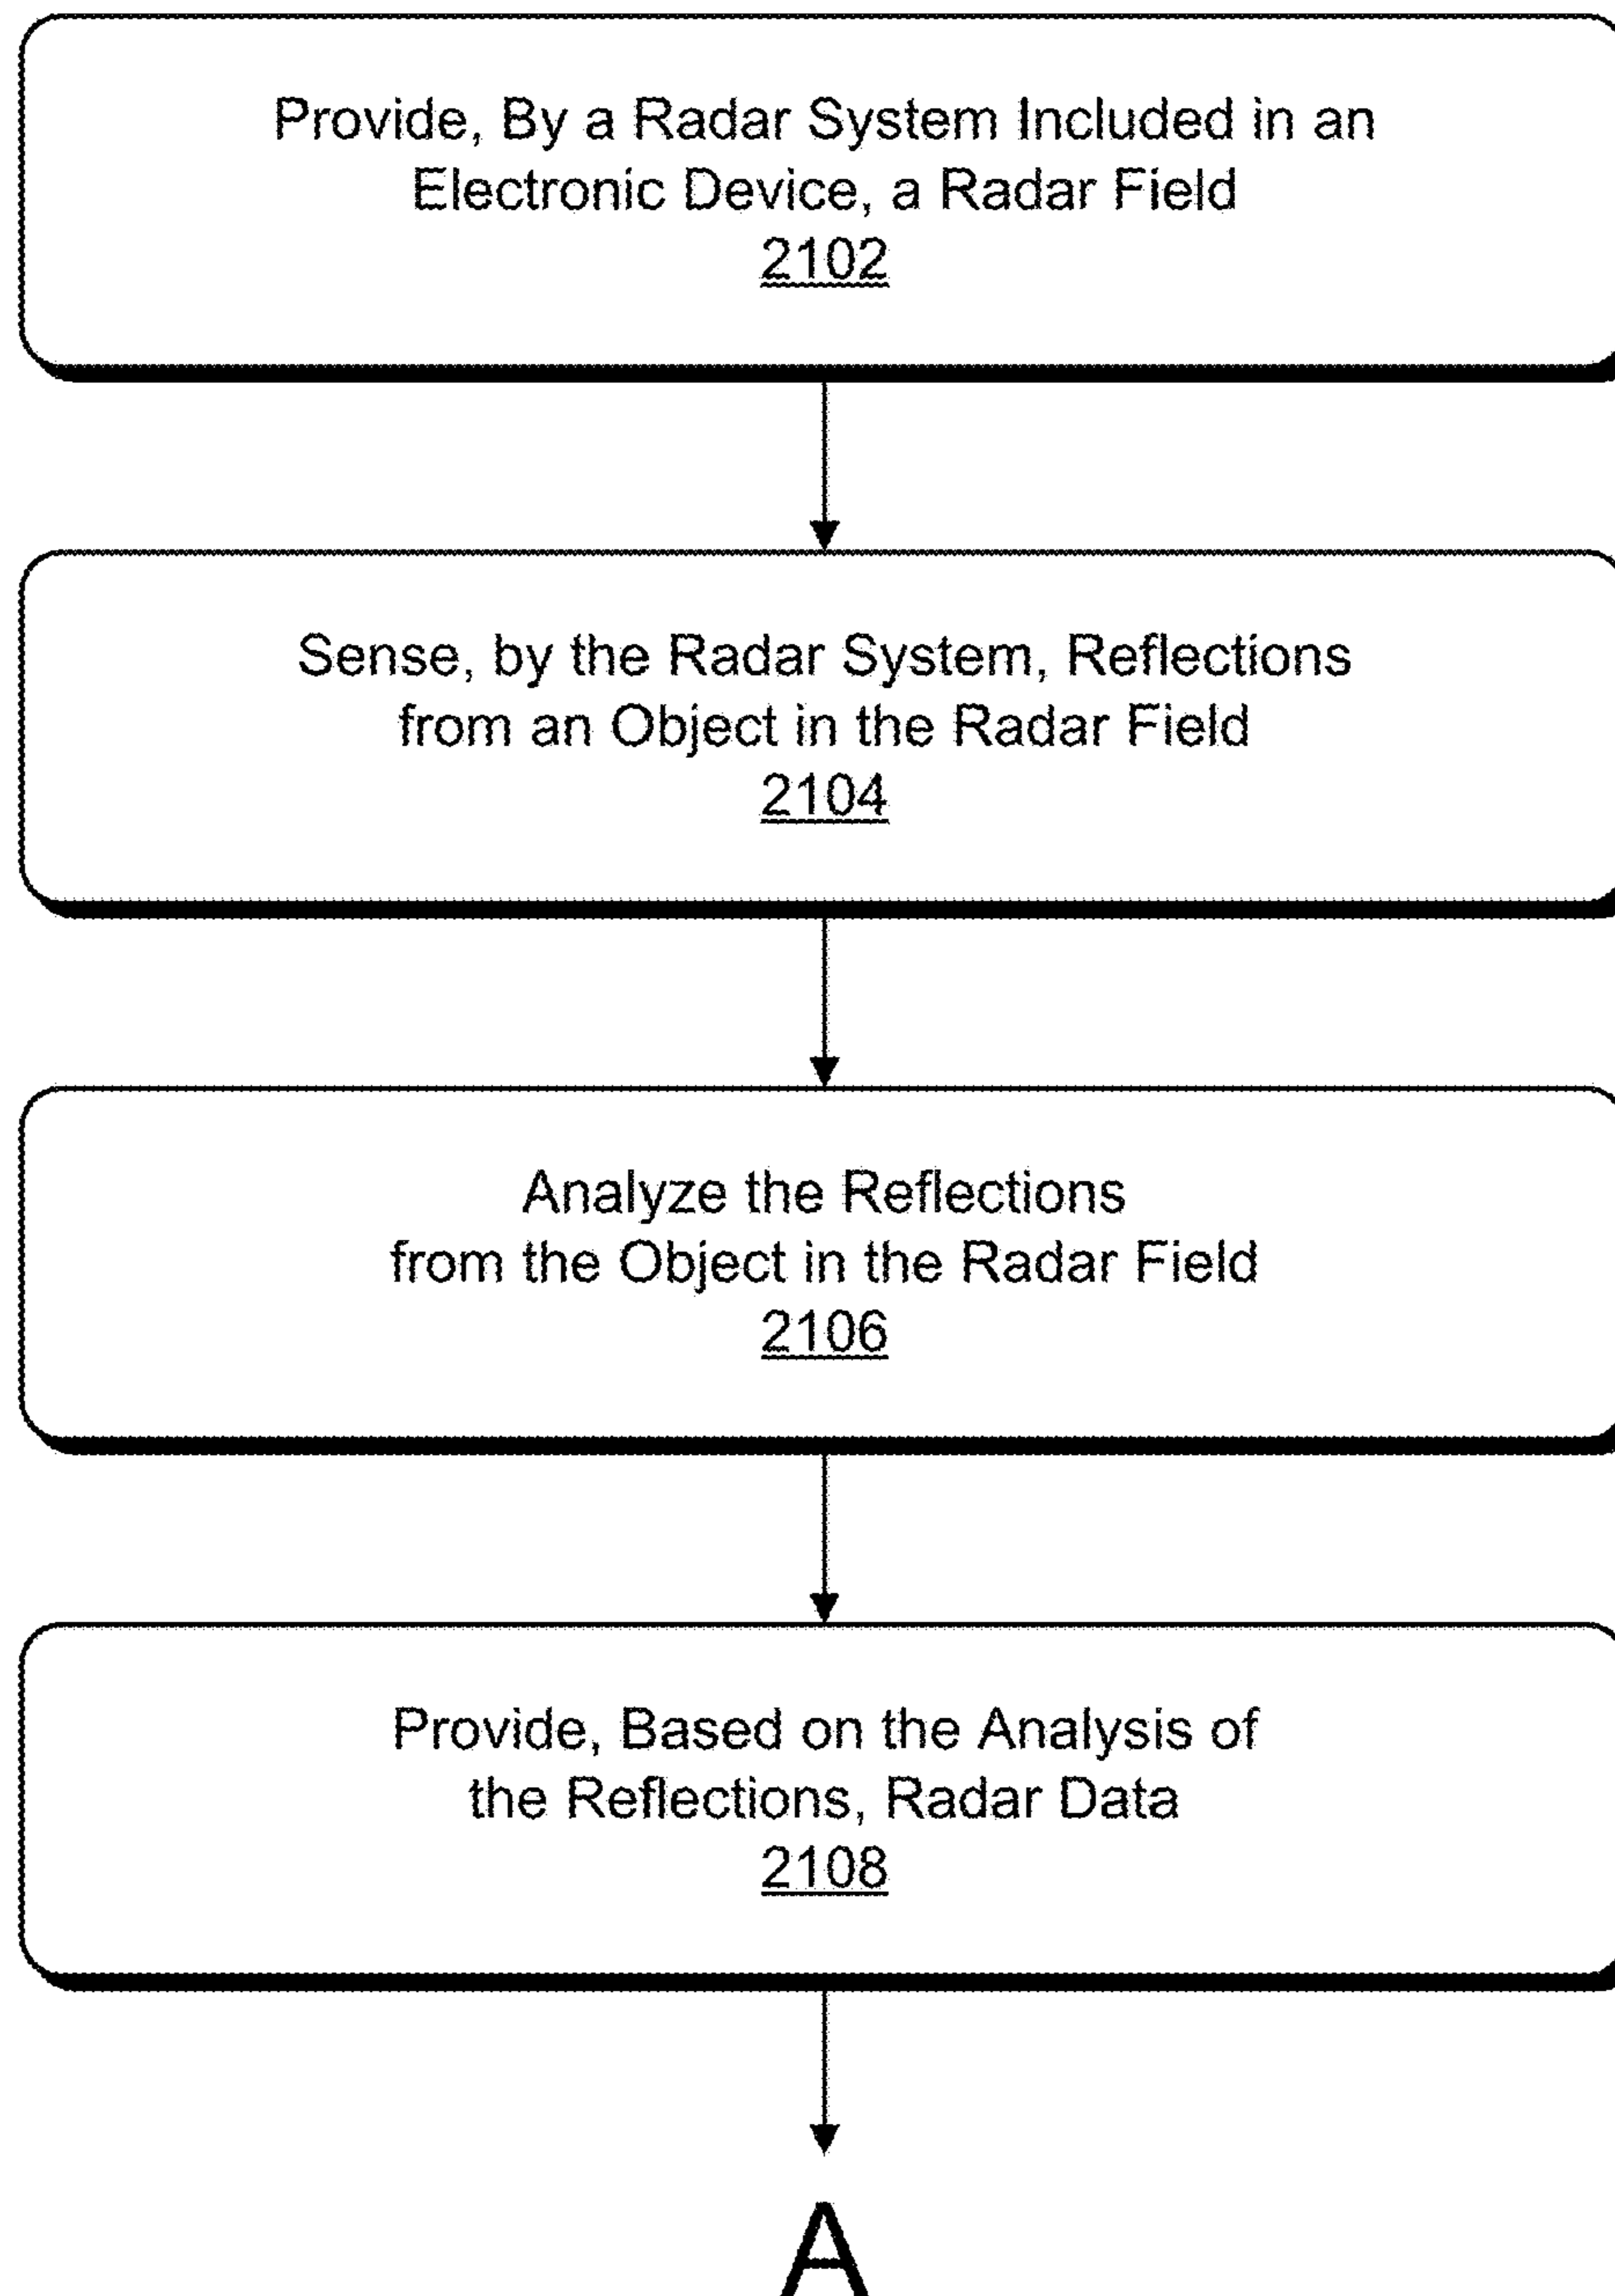 Provide, By a Radar System Included in an
Electronic Device, a Radar Field
2102
Sense, by the Radar System, Reflections
from an Object in the Radar Field
2104
Analyze the Reflections
from the Object in the Radar Field
2106
Provide, Based on the Analysis of
the Reflections, Radar Data
2108
A